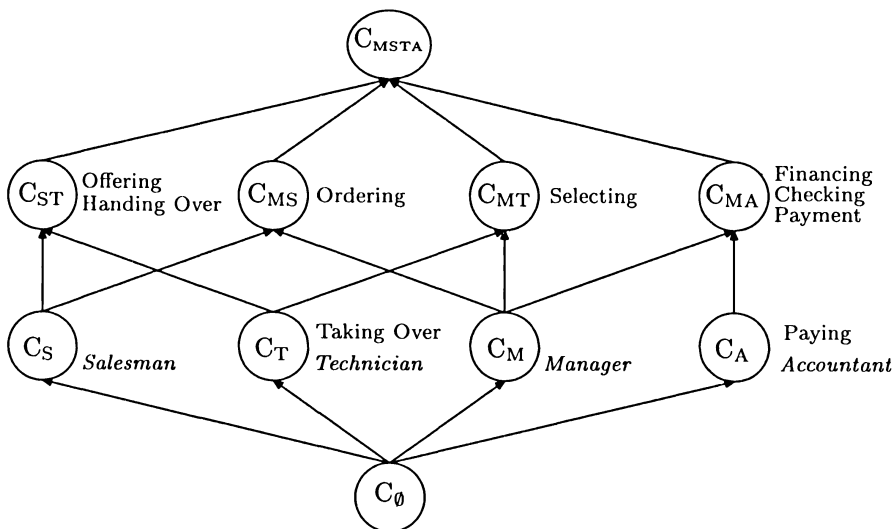 C_MSTA
C_ST Offering
Handing Over
C_MS Ordering
C_MT Selecting
C_MA Financing
Checking
Payment
C_S Salesman
C_T Taking Over
Technician
C_M Manager
C_A Paying
Accountant
C_∅